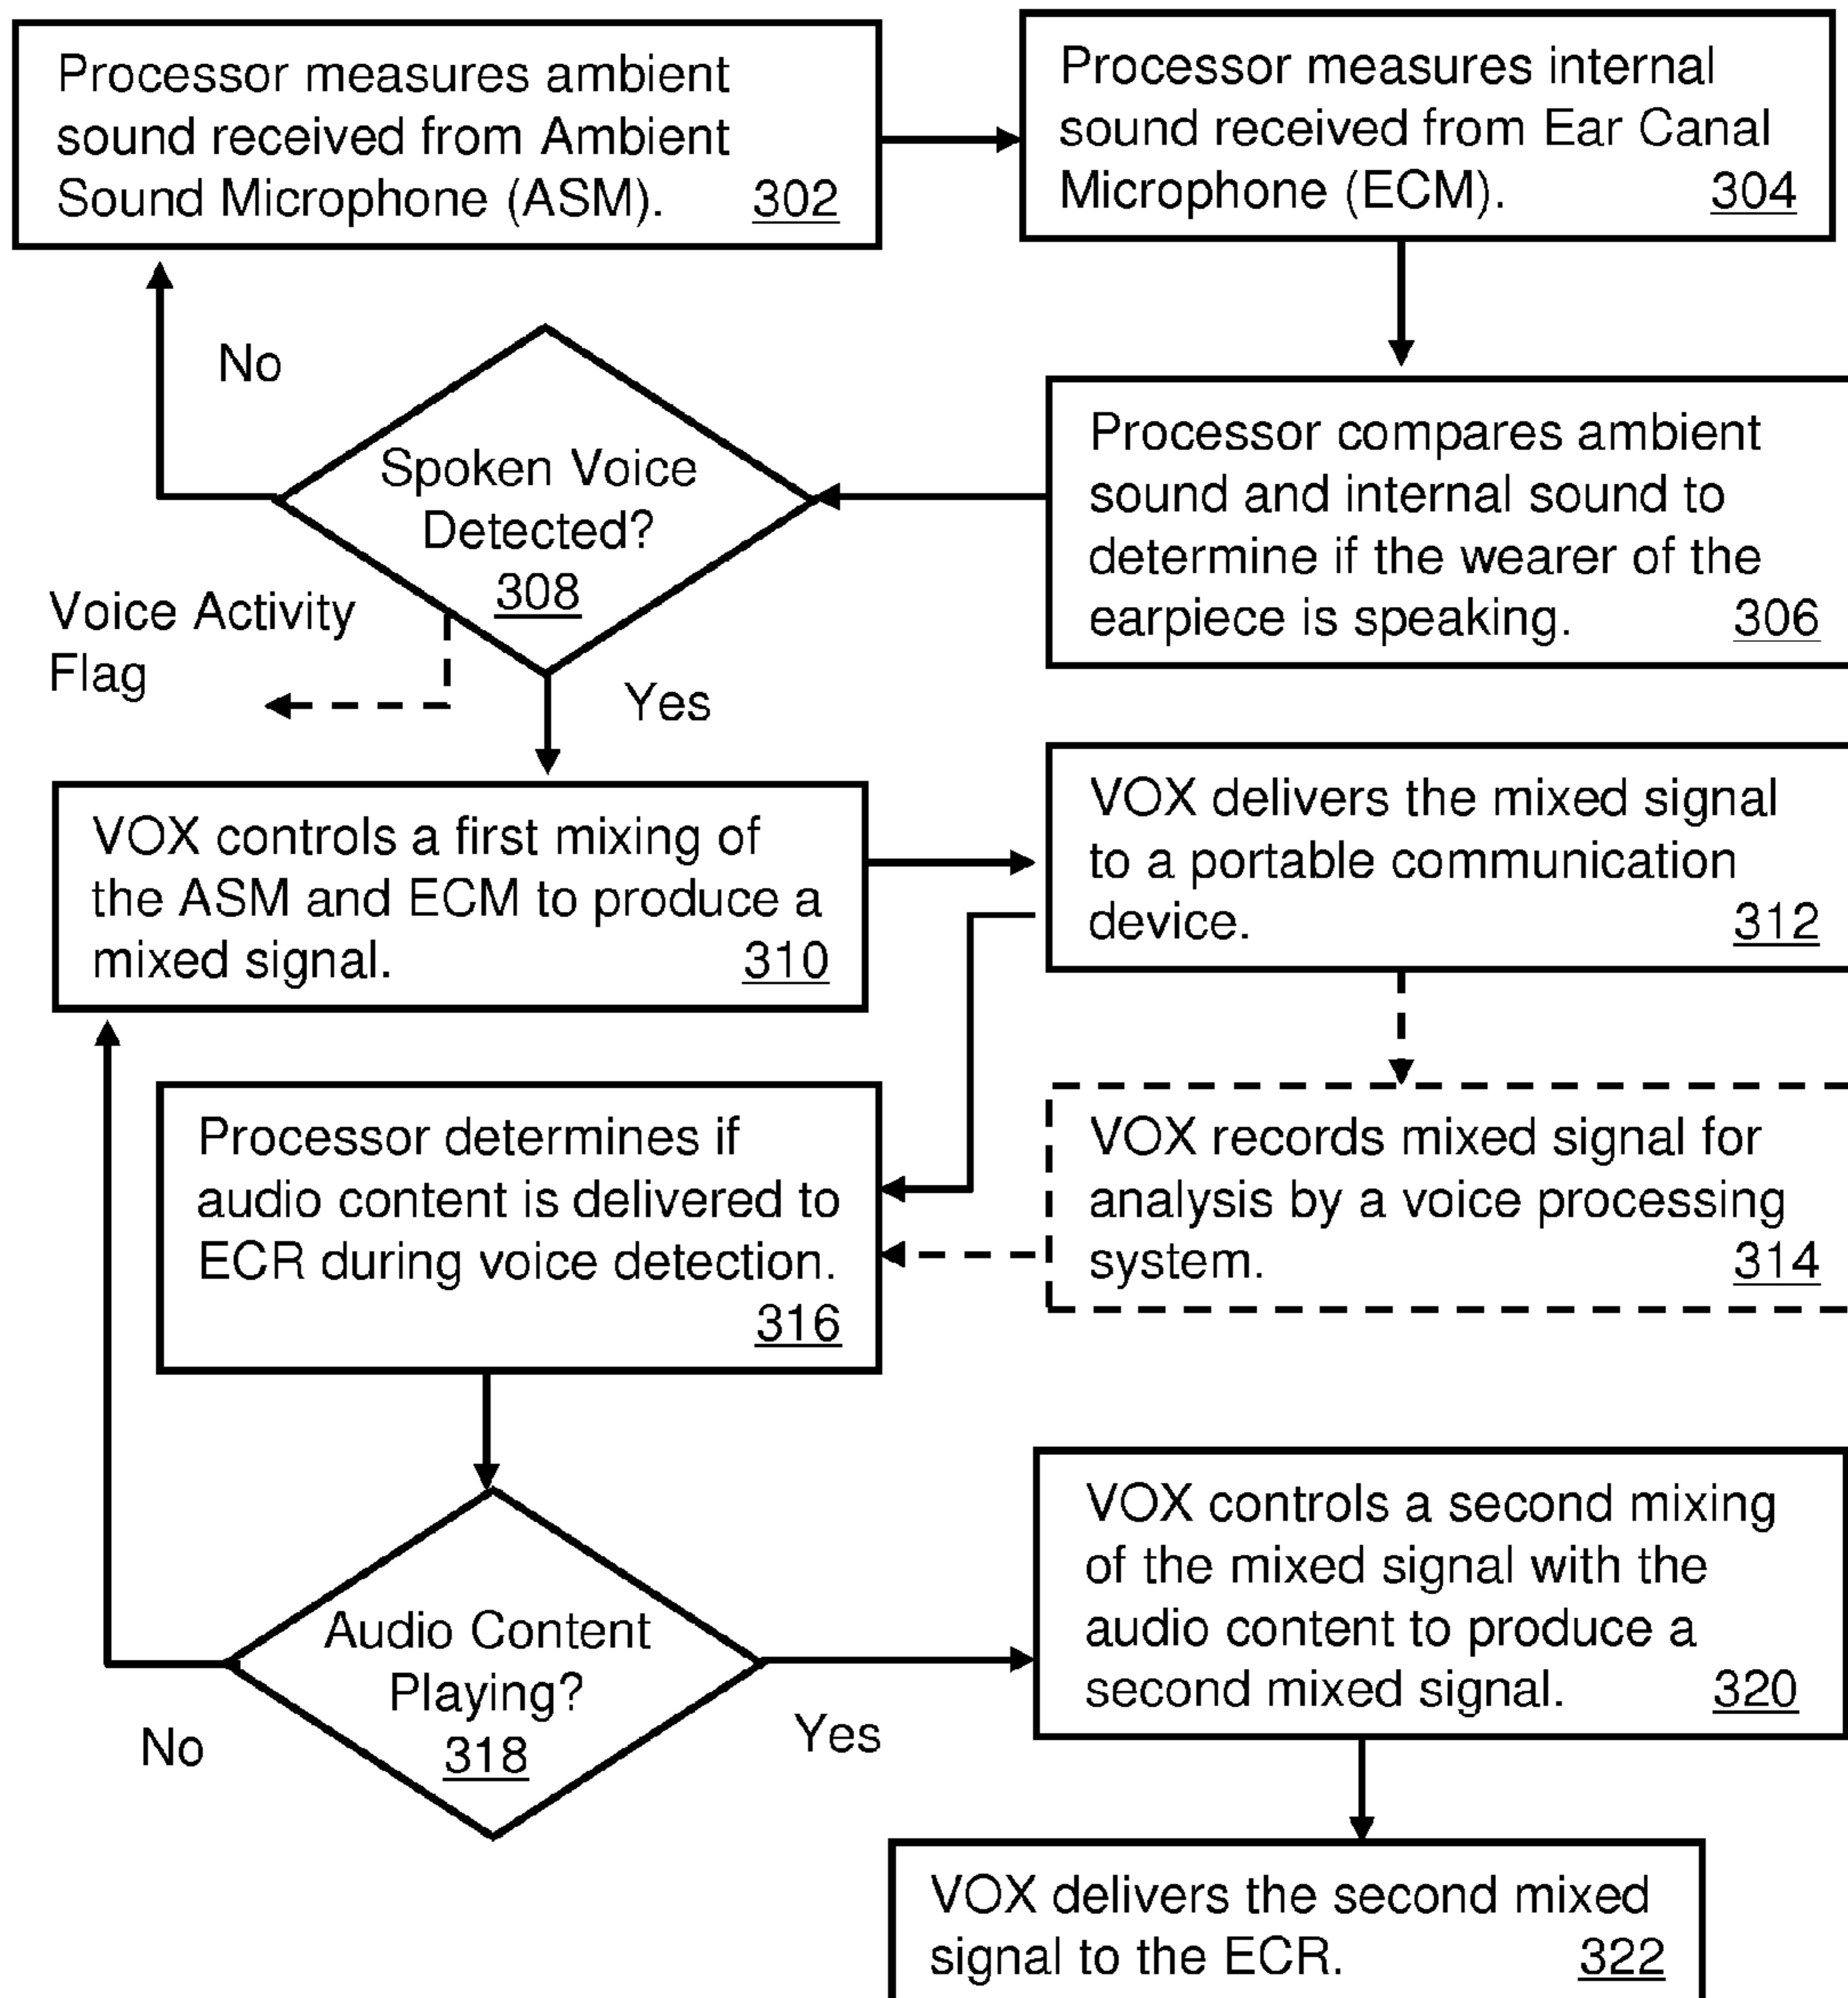 Processor measures ambient
sound received from Ambient
Sound Microphone (ASM). 302
Processor measures internal
sound received from Ear Canal
Microphone (ECM). 304
No
Spoken Voice
Detected?
308
Processor compares ambient
sound and internal sound to
determine if the wearer of the
earpiece is speaking. 306
Voice Activity
Flag
Yes
VOX controls a first mixing of
the ASM and ECM to produce a
mixed signal. 310
VOX delivers the mixed signal
to a portable communication
device. 312
Processor determines if
audio content is delivered to
ECR during voice detection.
316
VOX records mixed signal for
analysis by a voice processing
system. 314
Audio Content
Playing?
318
No
Yes
VOX controls a second mixing
of the mixed signal with the
audio content to produce a
second mixed signal. 320
VOX delivers the second mixed
signal to the ECR. 322